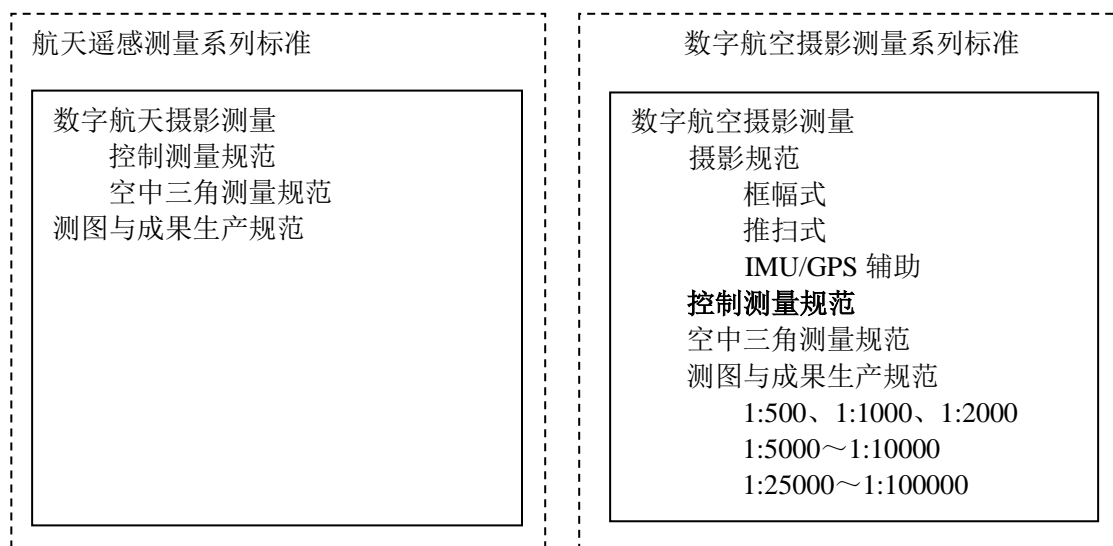 航天遥感测量系列标准
数字航天摄影测量
控制测量规范
空中三角测量规范
测图与成果生产规范
数字航空摄影测量系列标准
数字航空摄影测量
摄影规范
框幅式
推扫式
IMU/GPS 辅助
控制测量规范
空中三角测量规范
测图与成果生产规范
1:500、1:1000、1:2000
1:5000～1:10000
1:25000～1:100000